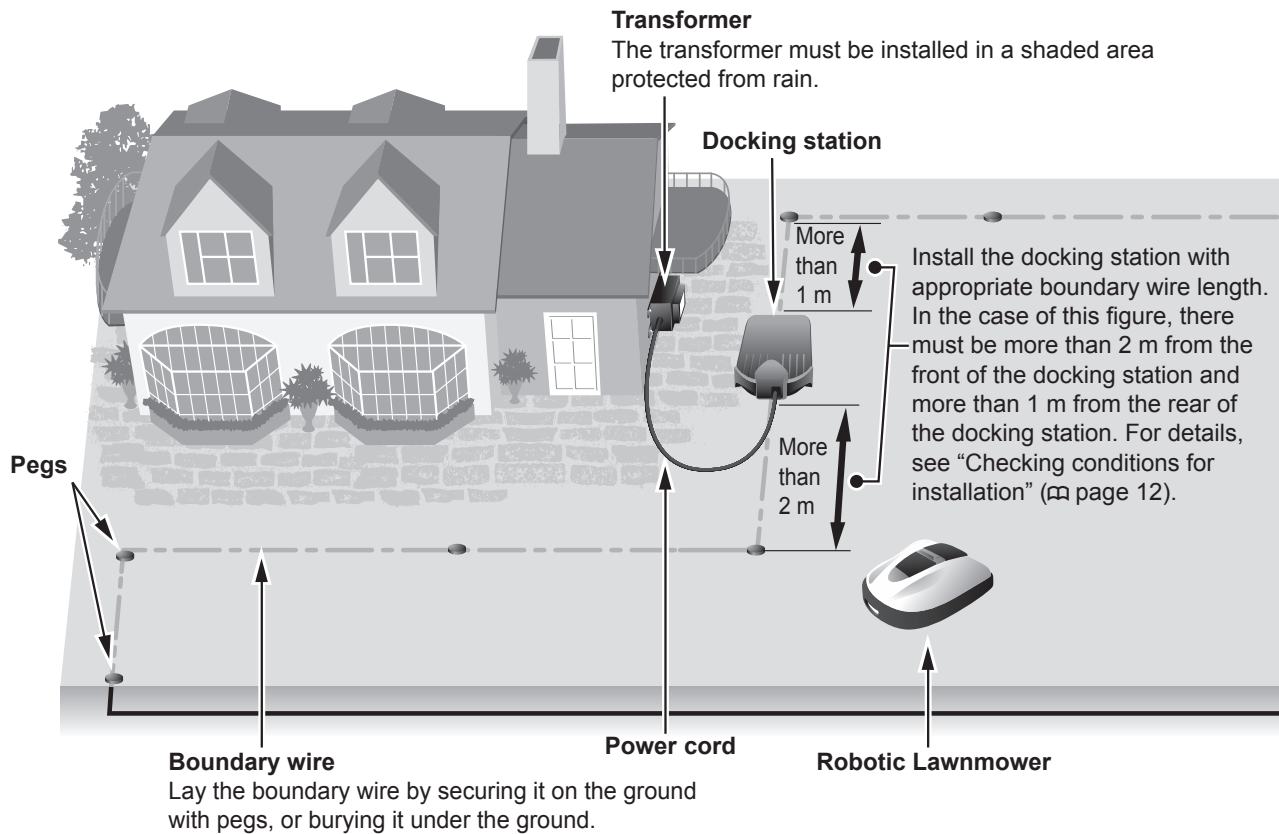 Transformer
The transformer must be installed in a shaded area
protected from rain.
Docking station
More
than
1 m
Install the docking station with
appropriate boundary wire length.
In the case of this figure, there
must be more than 2 m from the
front of the docking station and
more than 1 m from the rear of
the docking station. For details,
see “Checking conditions for
installation” (📖 page 12).
More
than
2 m
Pegs
Boundary wire
Lay the boundary wire by securing it on the ground
with pegs, or burying it under the ground.
Power cord
Robotic Lawnmower